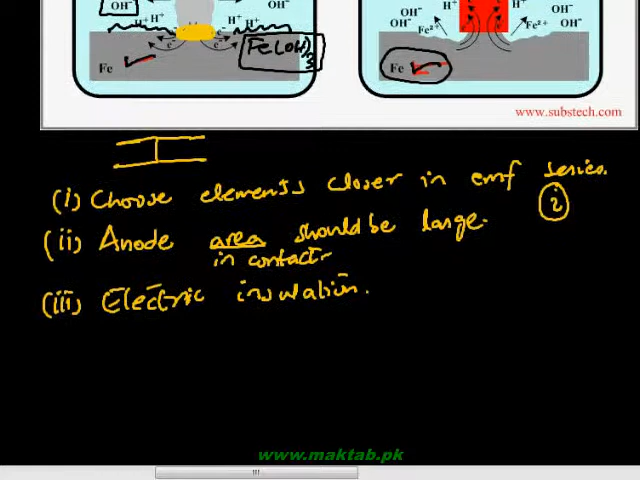 OH⁻ OH⁻ OH⁻ OH⁻
OH⁻ H⁺ H⁺ H⁺ H⁺ OH⁻ OH⁻ H⁺ H⁺ OH⁻
e⁻ e⁻ Fe²⁺ Fe²⁺
e⁻ e⁻ Fe(OH)3
Fe Fe
www.substech.com
(i) Choose elements closer in emf series.
(ii) Anode area should be large. 2
in contact
(iii) Electric insulation.
www.maktab.pk